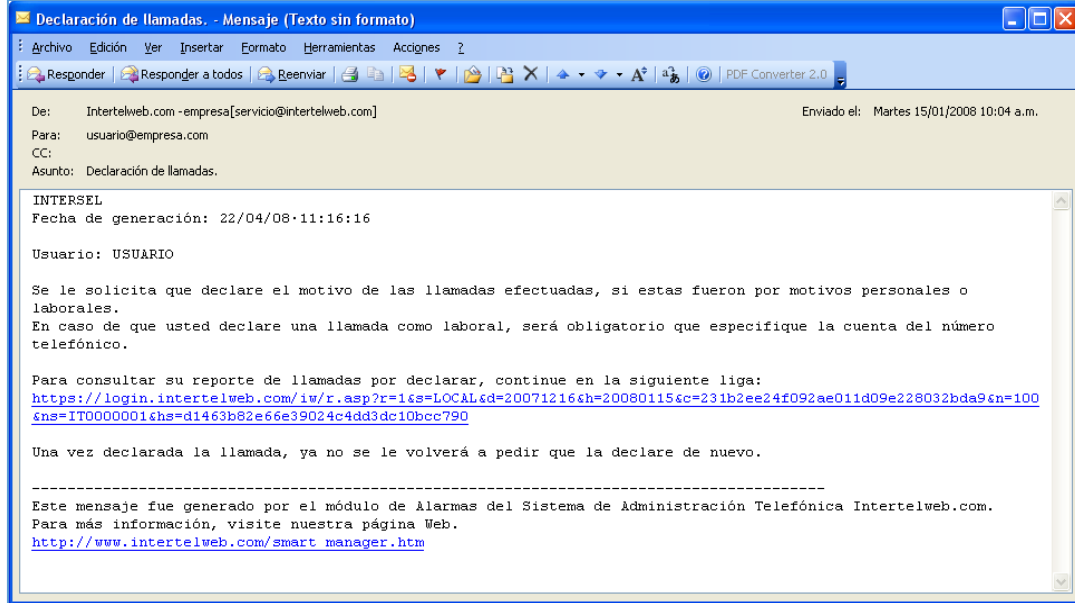 Declaración de llamadas. - Mensaje (Texto sin formato)
Archivo Edición Ver Insertar Formato Herramientas Acciones ?
Responder Responder a todos Reenviar PDF Converter 2.0
De: Intertelweb.com -empresa[servicio@intertelweb.com] Enviado el: Martes 15/01/2008 10:04 a.m.
Para: usuario@empresa.com
CC:
Asunto: Declaración de llamadas.
INTERSEL
Fecha de generación: 22/04/08·11:16:16
Usuario: USUARIO
Se le solicita que declare el motivo de las llamadas efectuadas, si estas fueron por motivos personales o
laborales.
En caso de que usted declare una llamada como laboral, será obligatorio que especifique la cuenta del número
telefónico.
Para consultar su reporte de llamadas por declarar, continue en la siguiente liga:
https://login.intertelweb.com/iw/r.asp?r=1&s=LOCAL&d=20071216&h=20080115&c=231b2ee24f092ae011d09e228032bda9&n=100
&ns=IT0000001&hs=d1463b82e66e39024c4dd3dc10bcc790
Una vez declarada la llamada, ya no se le volverá a pedir que la declare de nuevo.
------------------------------------------------------------------------------------------
Este mensaje fue generado por el módulo de Alarmas del Sistema de Administración Telefónica Intertelweb.com.
Para más información, visite nuestra página Web.
http://www.intertelweb.com/smart_manager.htm